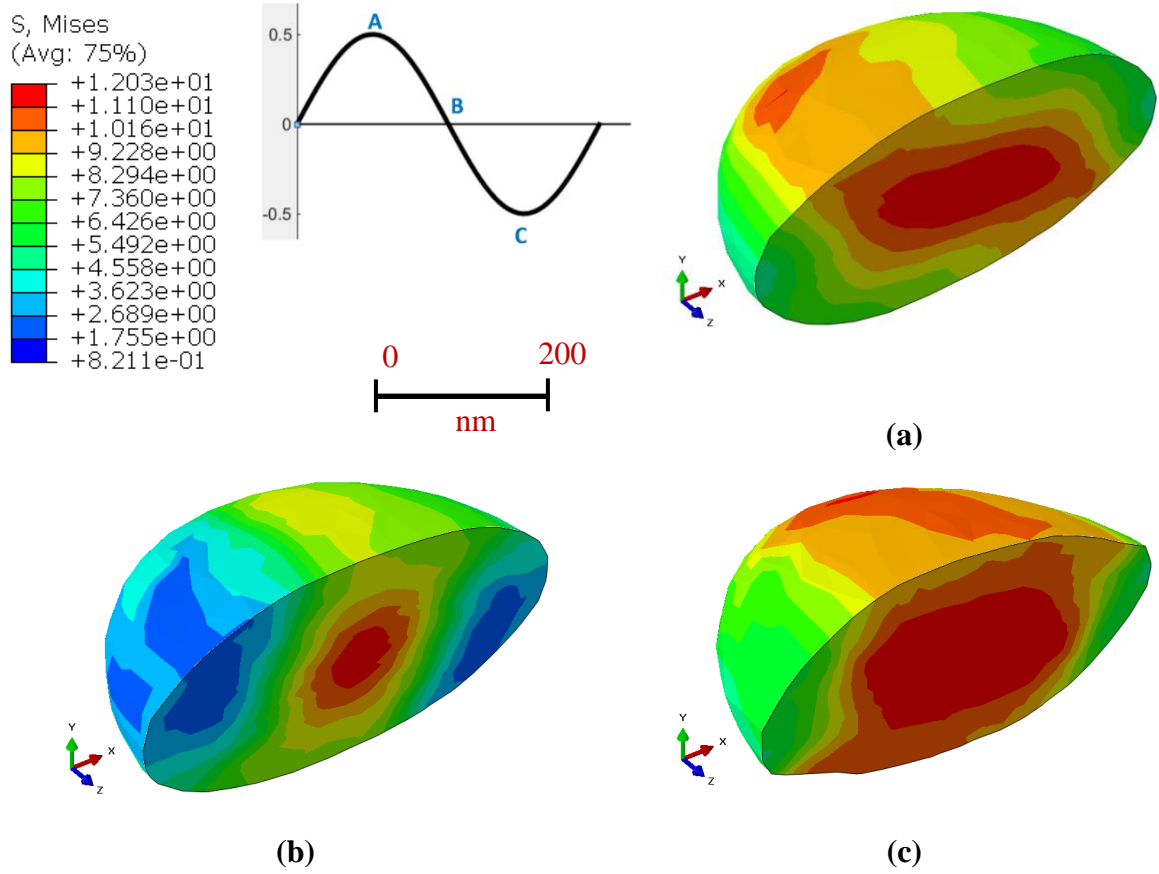 S, Mises
(Avg: 75%)
+1.203e+01
+1.110e+01
+1.016e+01
+9.228e+00
+8.294e+00
+7.360e+00
+6.426e+00
+5.492e+00
+4.558e+00
+3.623e+00
+2.689e+00
+1.755e+00
+8.211e-01
A
0.5
B
0
-0.5
C
0 200
nm
Y
X
Z
(a)
Y
X
Z
(b)
Y
X
Z
(c)